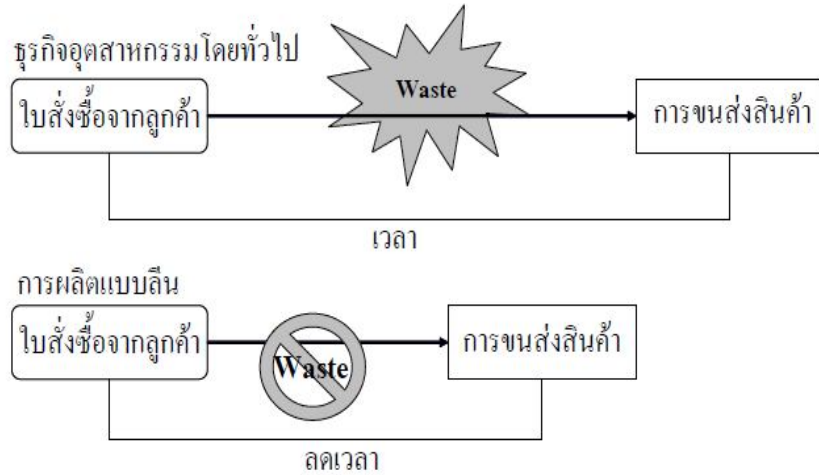 ธุรกิจอุตสาหกรรมโดยทั่วไป
Waste
ใบสั่งซื้อจากลูกค้า
การขนส่งสินค้า
เวลา
การผลิตแบบลีน
ใบสั่งซื้อจากลูกค้า
Waste
การขนส่งสินค้า
ลดเวลา